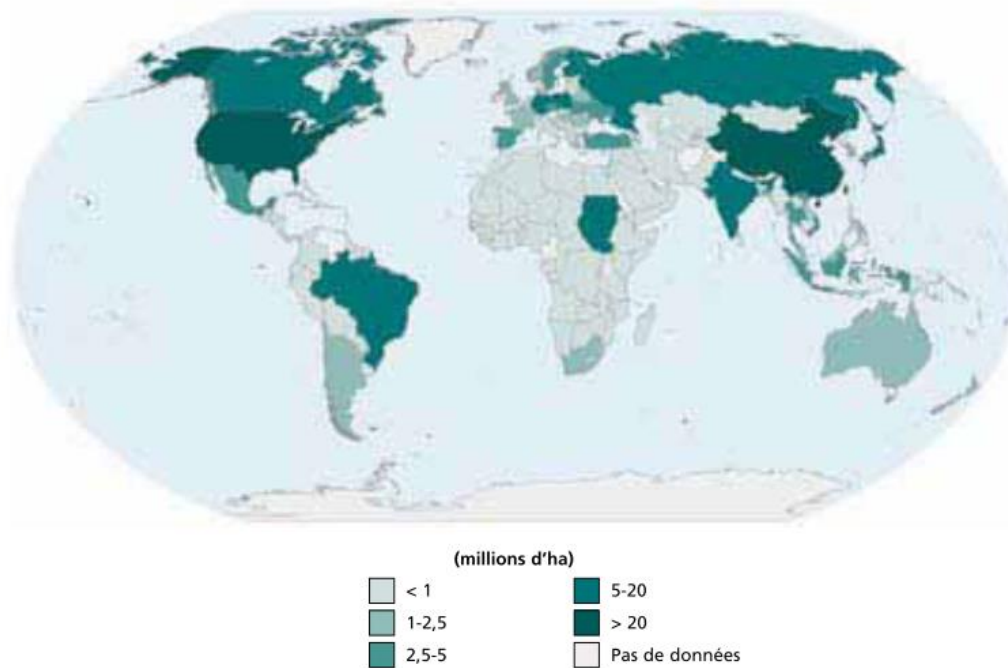 (millions d'ha)
< 1
1-2,5
2,5-5
5-20
> 20
Pas de données